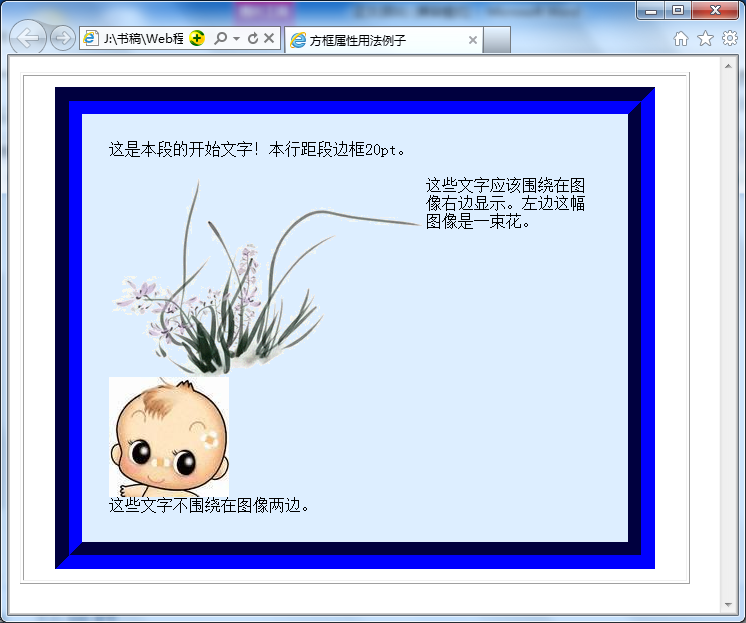 J:\书稿\Web程
方框属性用法例子
这是本段的开始文字！本行距段边框20pt。
这些文字应该围绕在图
像右边显示。左边这幅
图像是一束花。
这些文字不围绕在图像两边。